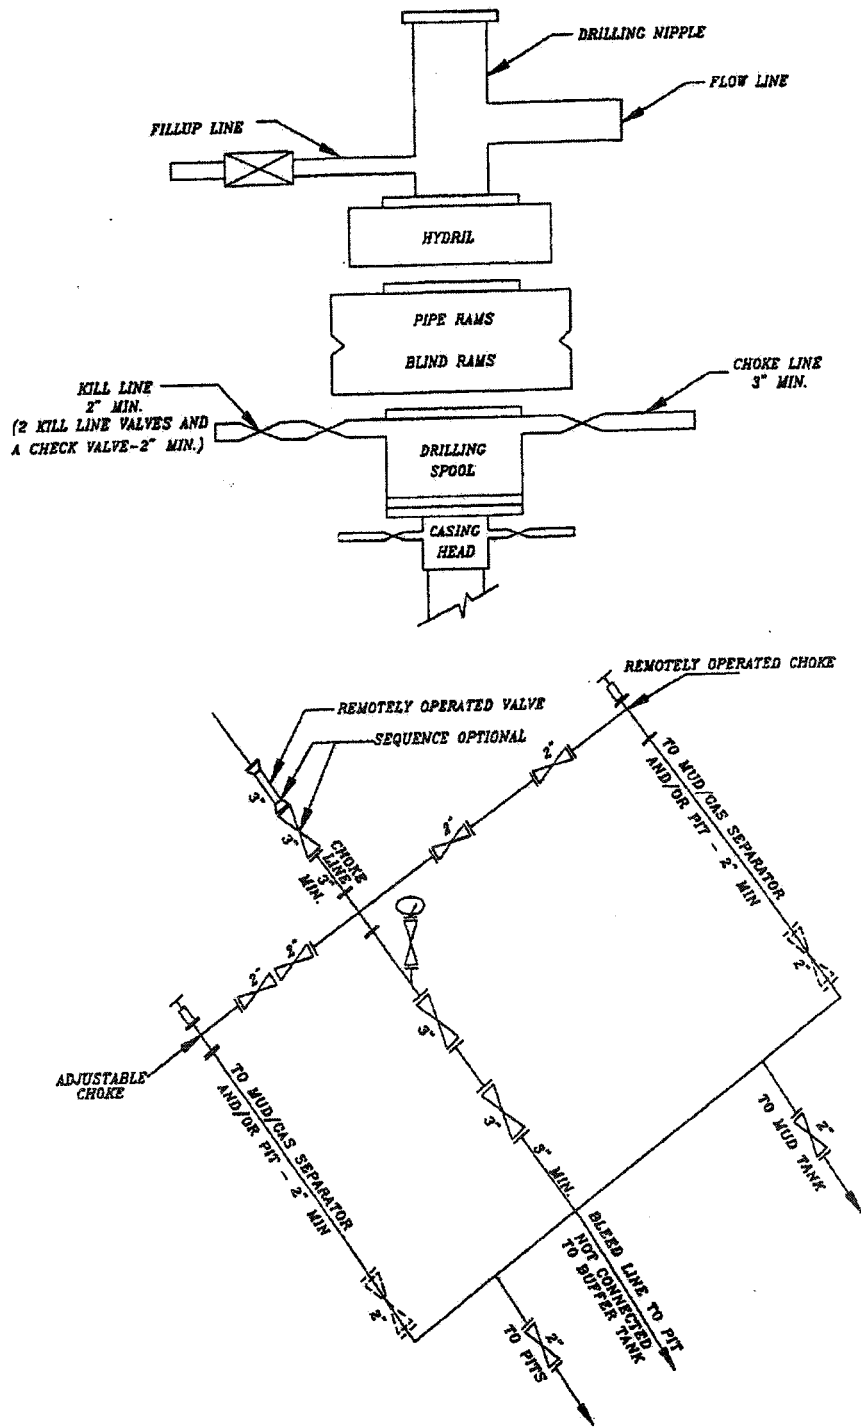 DRILLING NIPPLE
FLOW LINE
FILLUP LINE
HYDRIL
PIPE RAMS
BLIND RAMS
CHOKE LINE
3" MIN.
KILL LINE
2" MIN.
(2 KILL LINE VALVES AND
A CHECK VALVE-2" MIN.)
DRILLING
SPOOL
CASING
HEAD
REMOTELY OPERATED CHOKE
REMOTELY OPERATED VALVE
SEQUENCE OPTIONAL
3"
3"
CHOKE
LINE
3"
MIN.
2"
2"
TO MUD/GAS SEPARATOR
AND/OR PIT - 2" MIN
2"
2"
2"
3"
3"
3" MIN.
ADJUSTABLE
CHOKE
TO MUD/GAS SEPARATOR
AND/OR PIT - 2" MIN
2"
2"
TO MUD TANK
BLEED LINE TO PIT
NOT CONNECTED
TO BUFFER TANK
2"
TO PITS